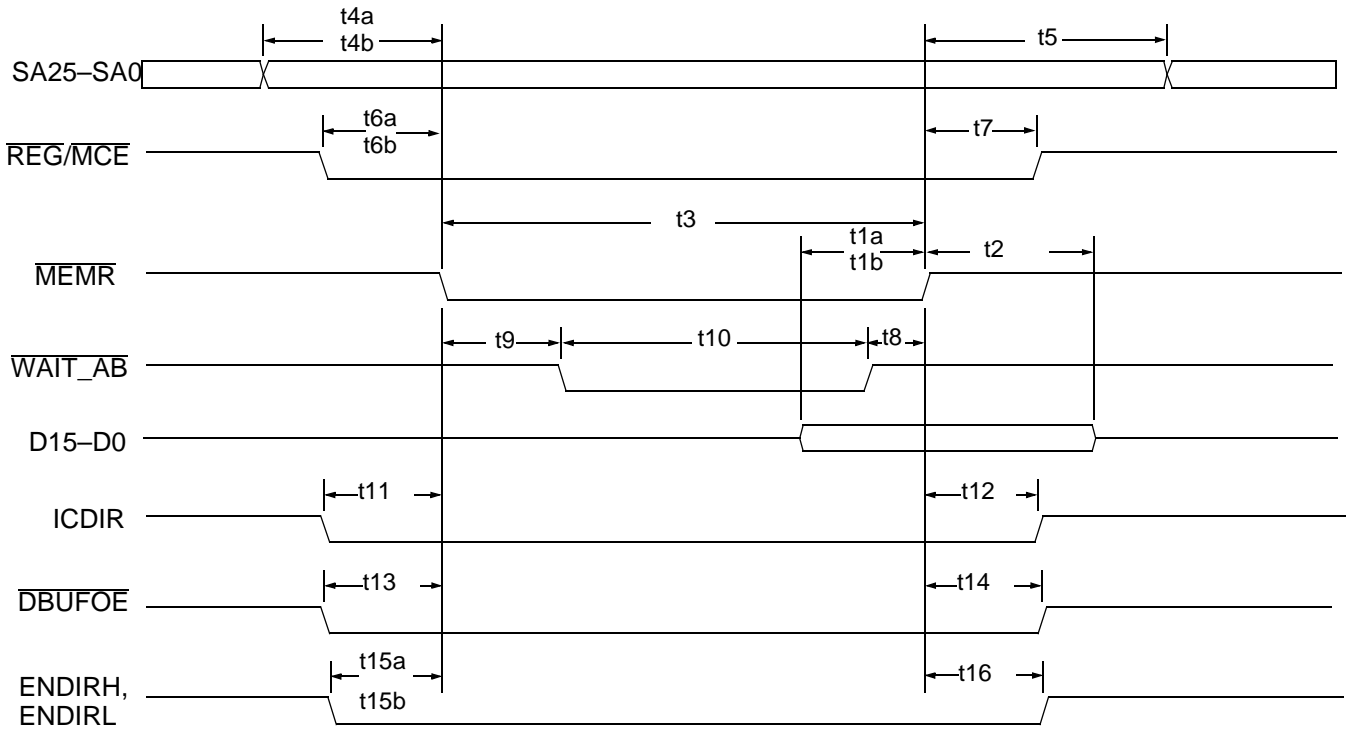 t4a
t4b
t5
SA25–SA0
t6a
t6b
t7
REG/MCE
t3
t1a
t1b
t2
MEMR
t9
t10
t8
WAIT_AB
D15–D0
t11
t12
ICDIR
t13
t14
DBUFOE
t15a
t15b
t16
ENDIRH,
ENDIRL